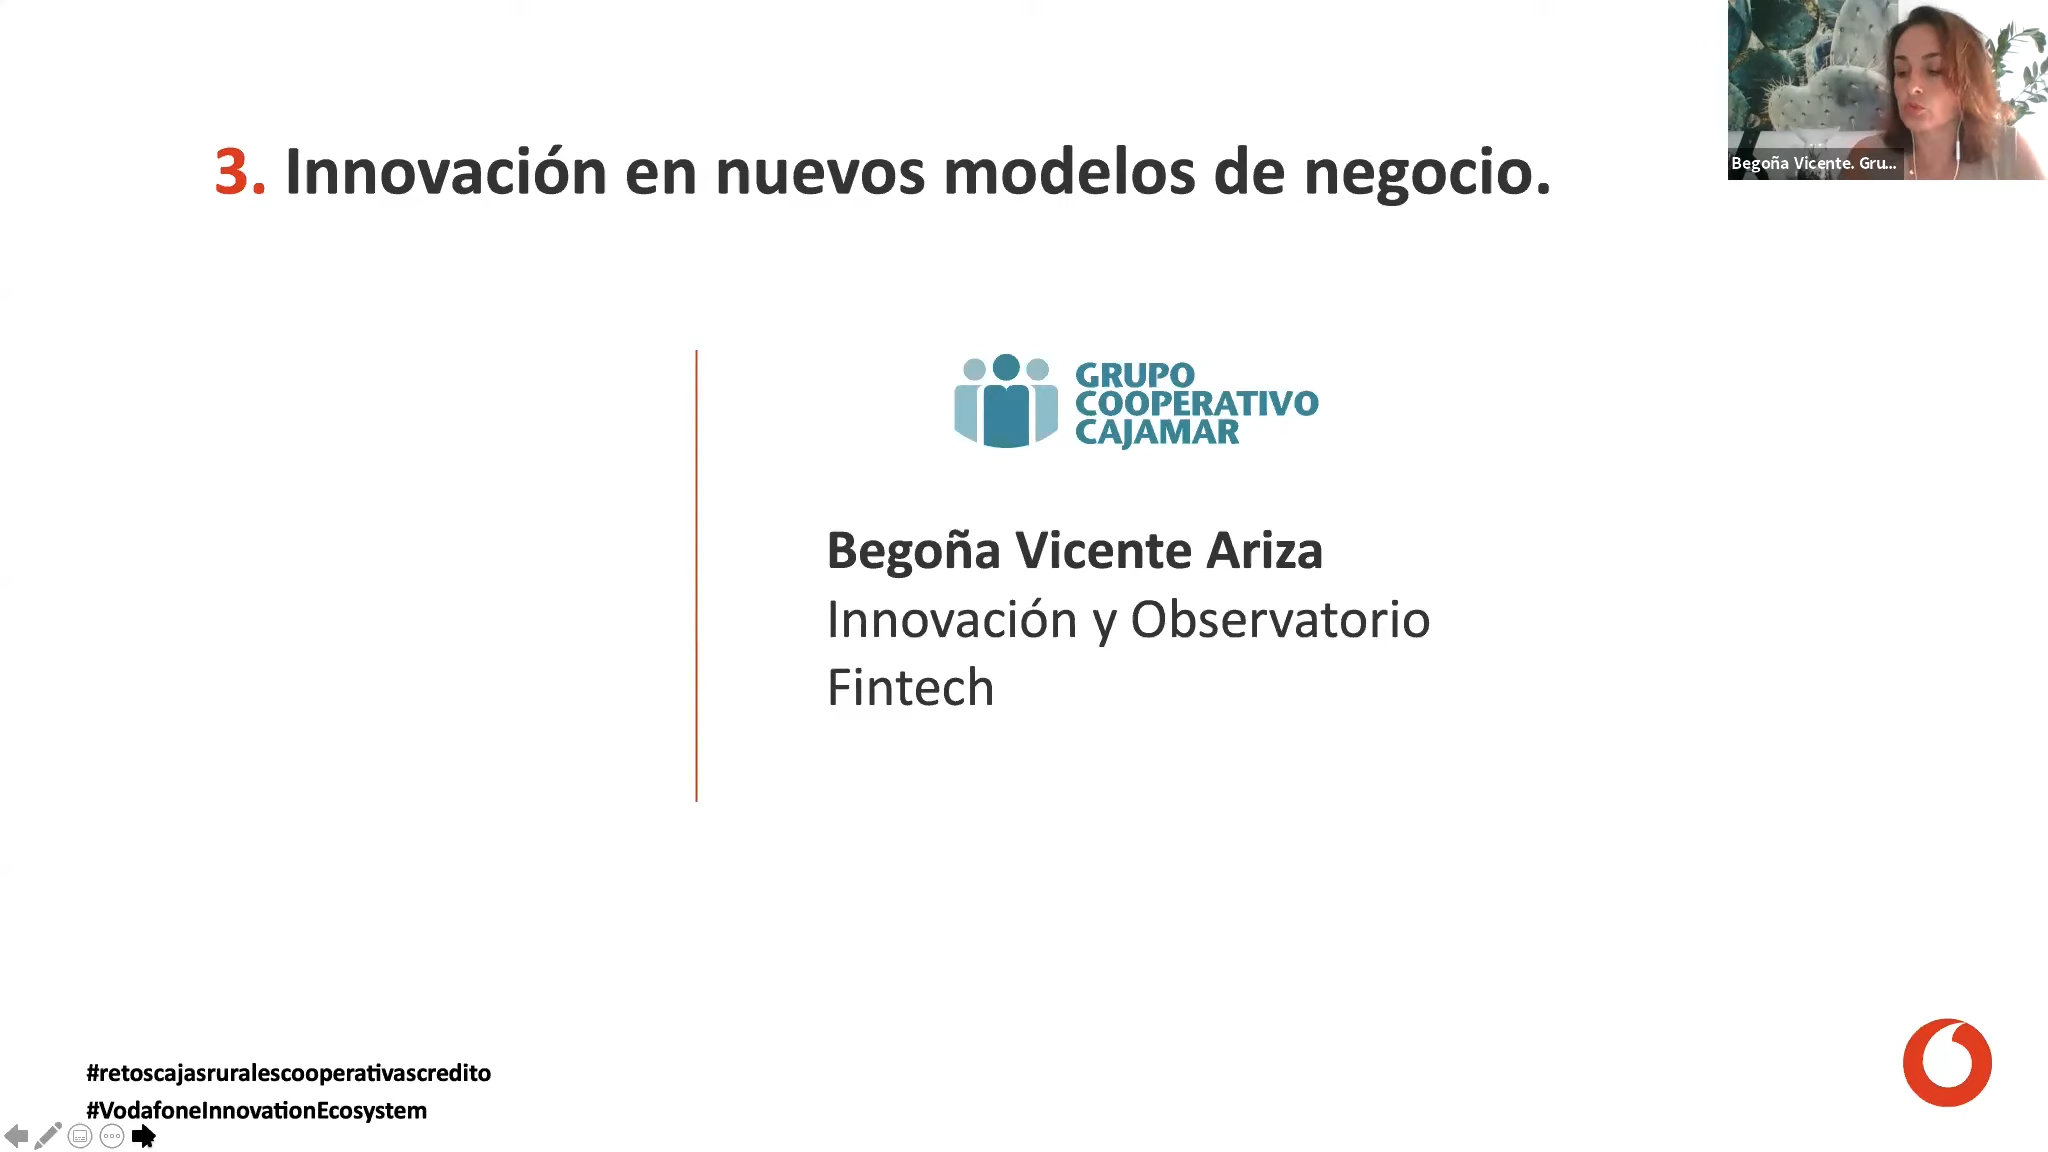 3. Innovación en nuevos modelos de negocio.
Begoña Vicente. Gru...
GRUPO
COOPERATIVO
CAJAMAR
Begoña Vicente Ariza
Innovación y Observatorio
Fintech
#retoscajasruralescooperativascredito
#VodafoneInnovationEcosystem